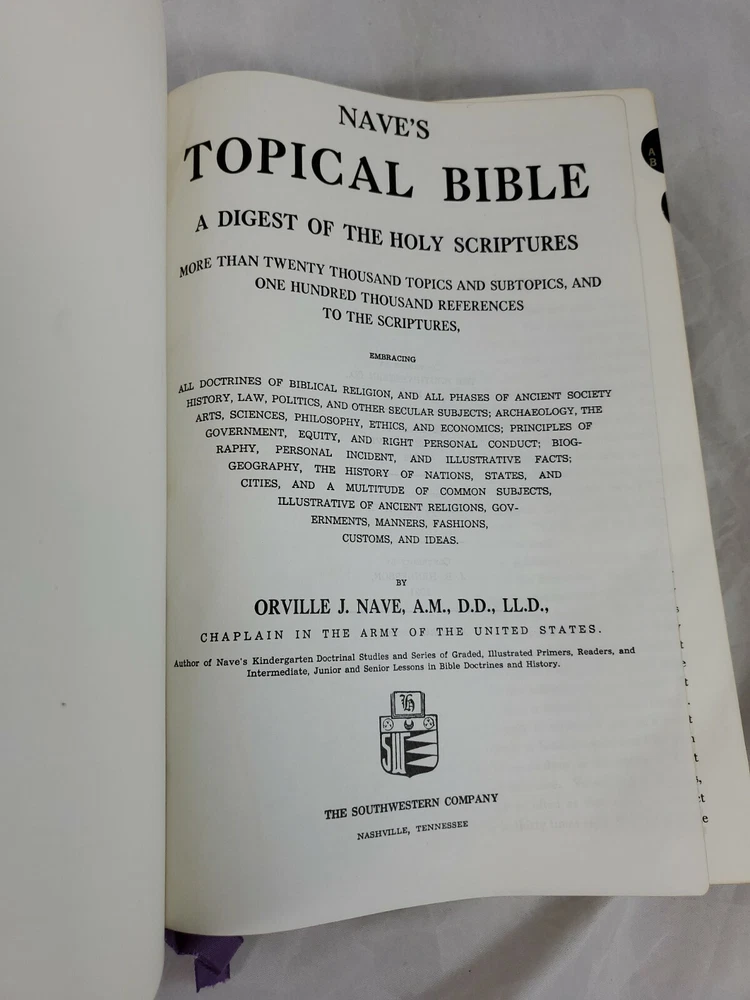 NAVE'S
TOPICAL BIBLE
A DIGEST OF THE HOLY SCRIPTURES
MORE THAN TWENTY THOUSAND TOPICS AND SUBTOPICS, AND
ONE HUNDRED THOUSAND REFERENCES
TO THE SCRIPTURES,
EMBRACING
ALL DOCTRINES OF BIBLICAL RELIGION, AND ALL PHASES OF ANCIENT SOCIETY
HISTORY, LAW, POLITICS, AND OTHER SECULAR SUBJECTS; ARCHAEOLOGY, THE
ARTS, SCIENCES, PHILOSOPHY, ETHICS, AND ECONOMICS; PRINCIPLES OF
GOVERNMENT, EQUITY, AND RIGHT PERSONAL CONDUCT; BIOG-
RAPHY, PERSONAL INCIDENT, AND ILLUSTRATIVE FACTS;
GEOGRAPHY, THE HISTORY OF NATIONS, STATES, AND
CITIES, AND A MULTITUDE OF COMMON SUBJECTS,
ILLUSTRATIVE OF ANCIENT RELIGIONS, GOV-
ERNMENTS, MANNERS, FASHIONS,
CUSTOMS, AND IDEAS.
BY
ORVILLE J. NAVE, A.M., D.D., LL.D.,
CHAPLAIN IN THE ARMY OF THE UNITED STATES.
Author of Nave's Kindergarten Doctrinal Studies and Series of Graded, Illustrated Primers, Readers, and
Intermediate, Junior and Senior Lessons in Bible Doctrines and History.
THE SOUTHWESTERN COMPANY
NASHVILLE, TENNESSEE
A
B